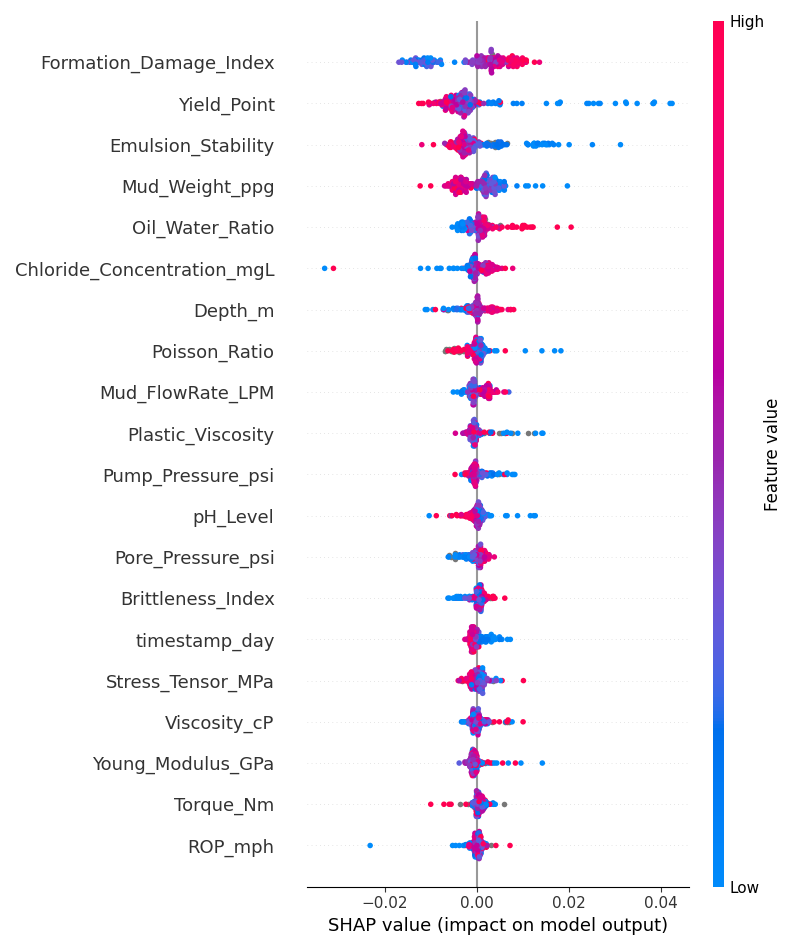 High
Formation_Damage_Index
Yield_Point
Emulsion_Stability
Mud_Weight_ppg
Oil_Water_Ratio
Chloride_Concentration_mgL
Depth_m
Poisson_Ratio
Mud_FlowRate_LPM
Plastic_Viscosity
Pump_Pressure_psi
pH_Level
Pore_Pressure_psi
Brittleness_Index
timestamp_day
Stress_Tensor_MPa
Viscosity_cP
Young_Modulus_GPa
Torque_Nm
ROP_mph
Feature value
Low
−0.02 0.00 0.02 0.04
SHAP value (impact on model output)